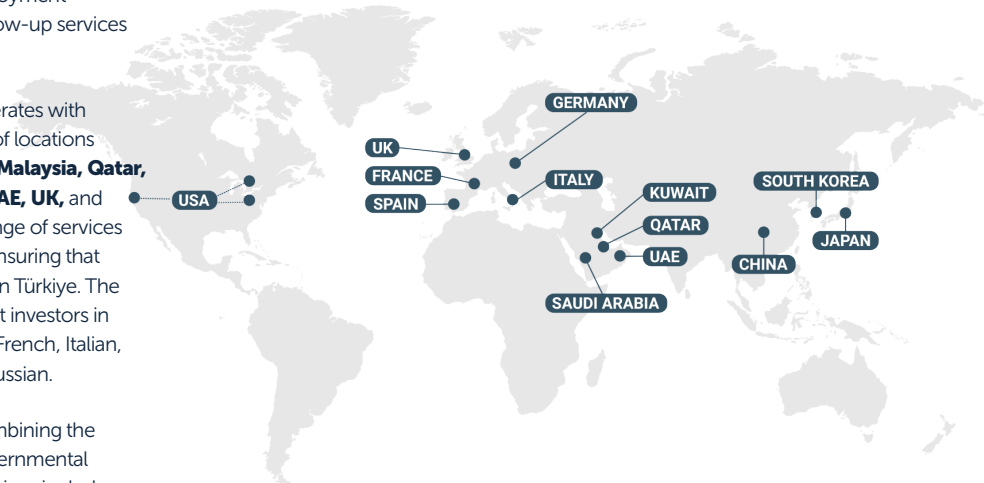 ow-up services
erates with
of locations
Malaysia, Qatar,
AE, UK, and
nge of services
nsuring that
n Türkiye. The
t investors in
French, Italian,
ussian.
mbining the
ernmental
GERMANY
UK
FRANCE
SPAIN
ITALY
USA
KUWAIT
QATAR
UAE
SAUDI ARABIA
SOUTH KOREA
JAPAN
CHINA